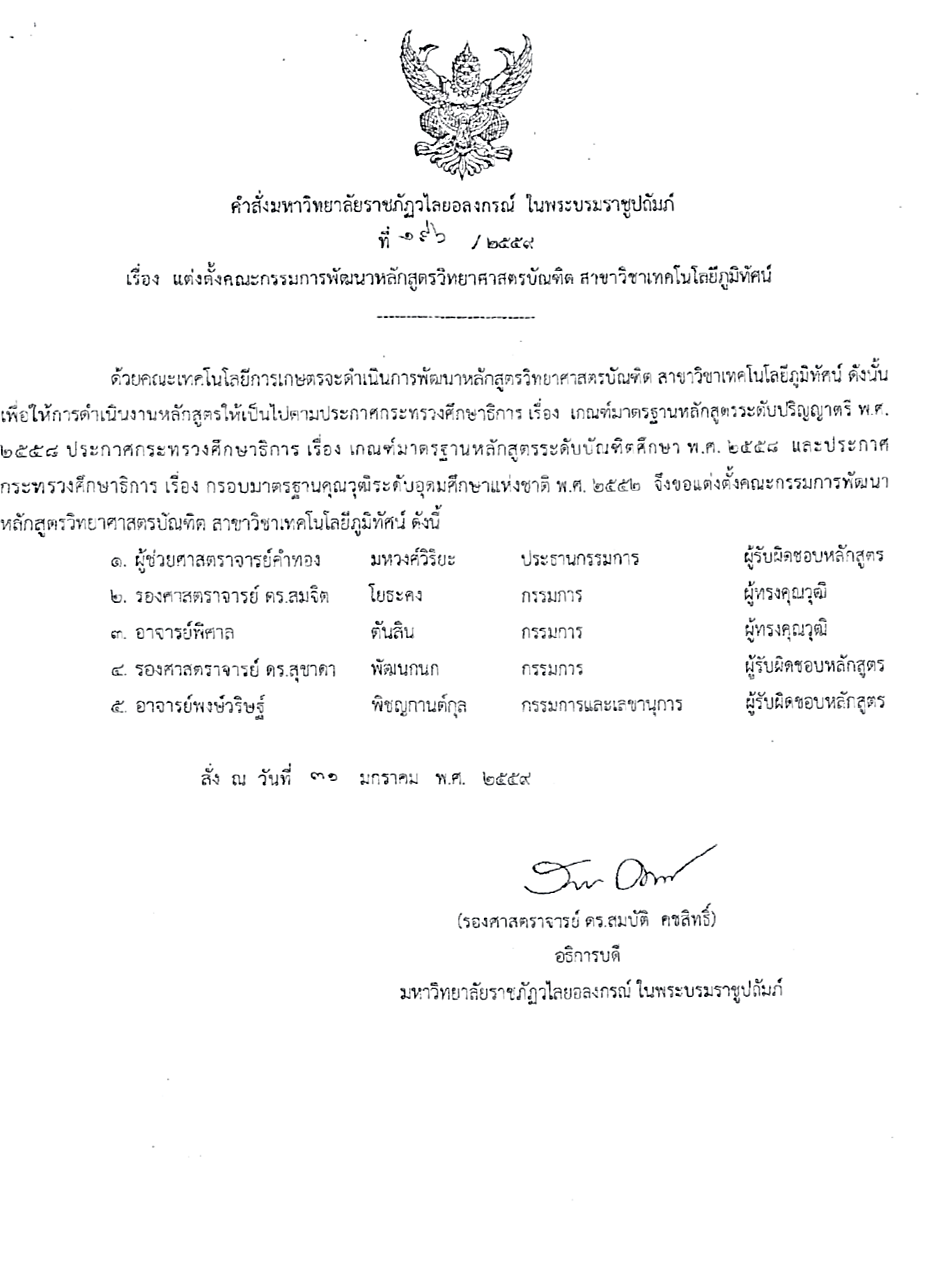 คำสั่งมหาวิทยาลัยราชภัฏวไลยอลงกรณ์ ในพระบรมราชูปถัมภ์
ที่ ๑๙๖ /๒๕๕๙
เรื่อง แต่งตั้งคณะกรรมการพัฒนาหลักสูตรวิทยาศาสตรบัณฑิต สาขาวิชาเทคโนโลยีภูมิทัศน์
ด้วยคณะเทคโนโลยีการเกษตรจะดำเนินการพัฒนาหลักสูตรวิทยาศาสตรบัณฑิต สาขาวิชาเทคโนโลยีภูมิทัศน์ ดังนั้น
เพื่อให้การดำเนินงานหลักสูตรให้เป็นไปตามประกาศกระทรวงศึกษาธิการ เรื่อง เกณฑ์มาตรฐานหลักสูตรระดับปริญญาตรี พ.ศ.
๒๕๕๘ ประกาศกระทรวงศึกษาธิการ เรื่อง เกณฑ์มาตรฐานหลักสูตรระดับบัณฑิตศึกษา พ.ศ. ๒๕๕๘ และประกาศ
กระทรวงศึกษาธิการ เรื่อง กรอบมาตรฐานคุณวุฒิระดับอุดมศึกษาแห่งชาติ พ.ศ. ๒๕๕๒ จึงขอแต่งตั้งคณะกรรมการพัฒนา
หลักสูตรวิทยาศาสตรบัณฑิต สาขาวิชาเทคโนโลยีภูมิทัศน์ ดังนี้
๑. ผู้ช่วยศาสตราจารย์คำทอง มหวงศ์วิริยะ ประธานกรรมการ ผู้รับผิดชอบหลักสูตร
๒. รองศาสตราจารย์ ดร.สมจิต โยธะคง กรรมการ ผู้ทรงคุณวุฒิ
๓. อาจารย์พิศาล ตันสิน กรรมการ ผู้ทรงคุณวุฒิ
๔. รองศาสตราจารย์ ดร.สุชาดา พัฒนกนก กรรมการ ผู้รับผิดชอบหลักสูตร
๕. อาจารย์พงษ์วริษฐ์ พิชญกานต์กุล กรรมการและเลขานุการ ผู้รับผิดชอบหลักสูตร
สั่ง ณ วันที่ ๓๑ มกราคม พ.ศ. ๒๕๕๙
(รองศาสตราจารย์ ดร.สมบัติ คชสิทธิ์)
อธิการบดี
มหาวิทยาลัยราชภัฏวไลยอลงกรณ์ ในพระบรมราชูปถัมภ์